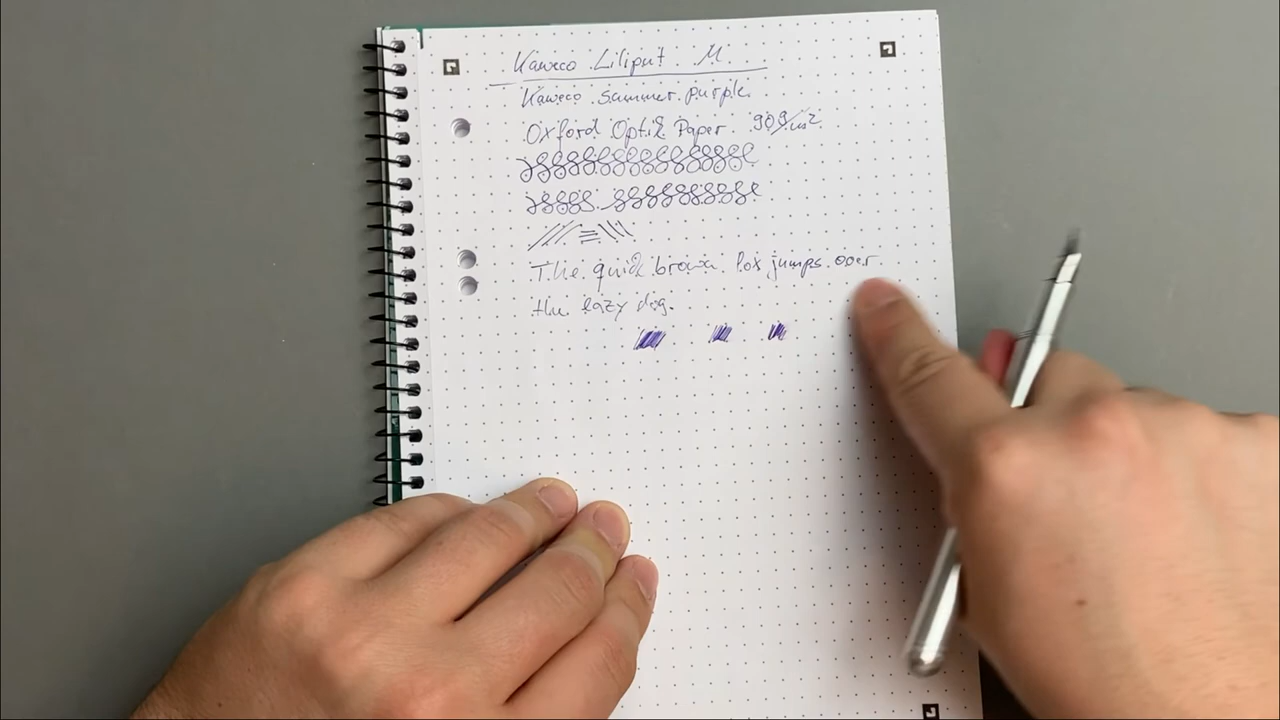 Kaweco Liliput M
Kaweco Summer purple
Oxford Optik Paper 90g/m²
The quick brown fox jumps over
the lazy dog.